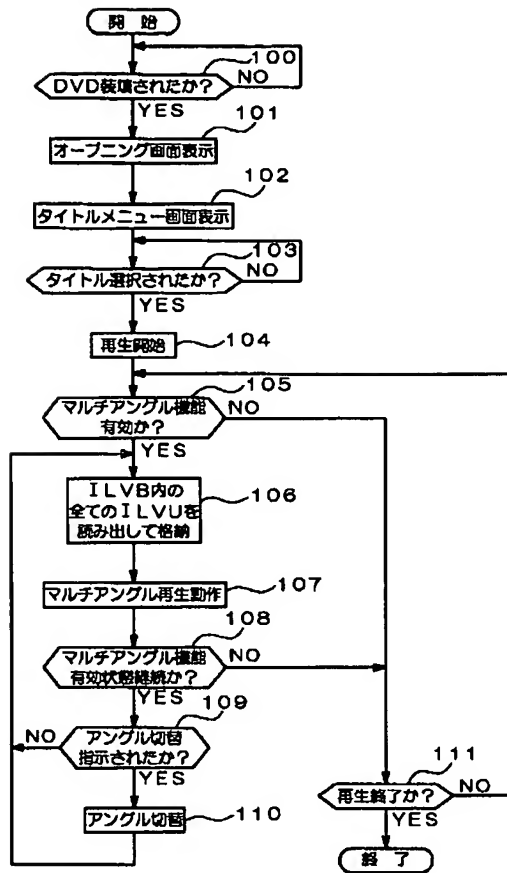 開 始
100
DVD装填されたか?
NO
YES
101
オープニング画面表示
102
タイトルメニュー画面表示
103
タイトル選択されたか?
NO
YES
再生開始
104
105
マルチアングル機能
有効か?
NO
YES
ILVB内の
全てのILVUを
読み出して格納
106
マルチアングル再生動作
107
108
マルチアングル機能
有効状態継続か?
NO
YES
109
NO
アングル切替
指示されたか?
YES
アングル切替
110
111
再生終了か?
NO
YES
終 了